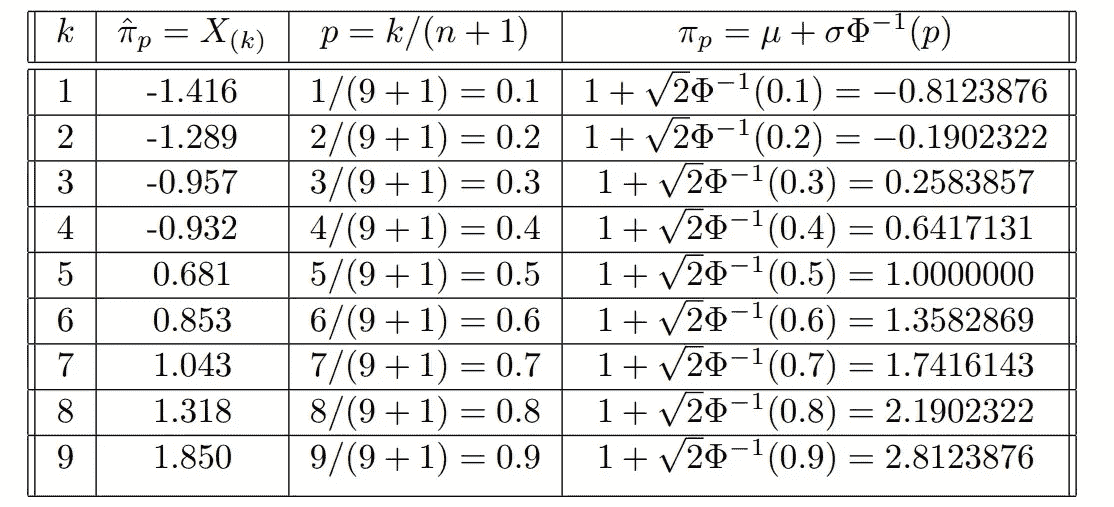 k π̂ₚ = X₍ₖ₎ p = k/(n + 1) πₚ = μ + σΦ⁻¹(p)
1 -1.416 1/(9 + 1) = 0.1 1 + √2Φ⁻¹(0.1) = −0.8123876
2 -1.289 2/(9 + 1) = 0.2 1 + √2Φ⁻¹(0.2) = −0.1902322
3 -0.957 3/(9 + 1) = 0.3 1 + √2Φ⁻¹(0.3) = 0.2583857
4 -0.932 4/(9 + 1) = 0.4 1 + √2Φ⁻¹(0.4) = 0.6417131
5 0.681 5/(9 + 1) = 0.5 1 + √2Φ⁻¹(0.5) = 1.0000000
6 0.853 6/(9 + 1) = 0.6 1 + √2Φ⁻¹(0.6) = 1.3582869
7 1.043 7/(9 + 1) = 0.7 1 + √2Φ⁻¹(0.7) = 1.7416143
8 1.318 8/(9 + 1) = 0.8 1 + √2Φ⁻¹(0.8) = 2.1902322
9 1.850 9/(9 + 1) = 0.9 1 + √2Φ⁻¹(0.9) = 2.8123876